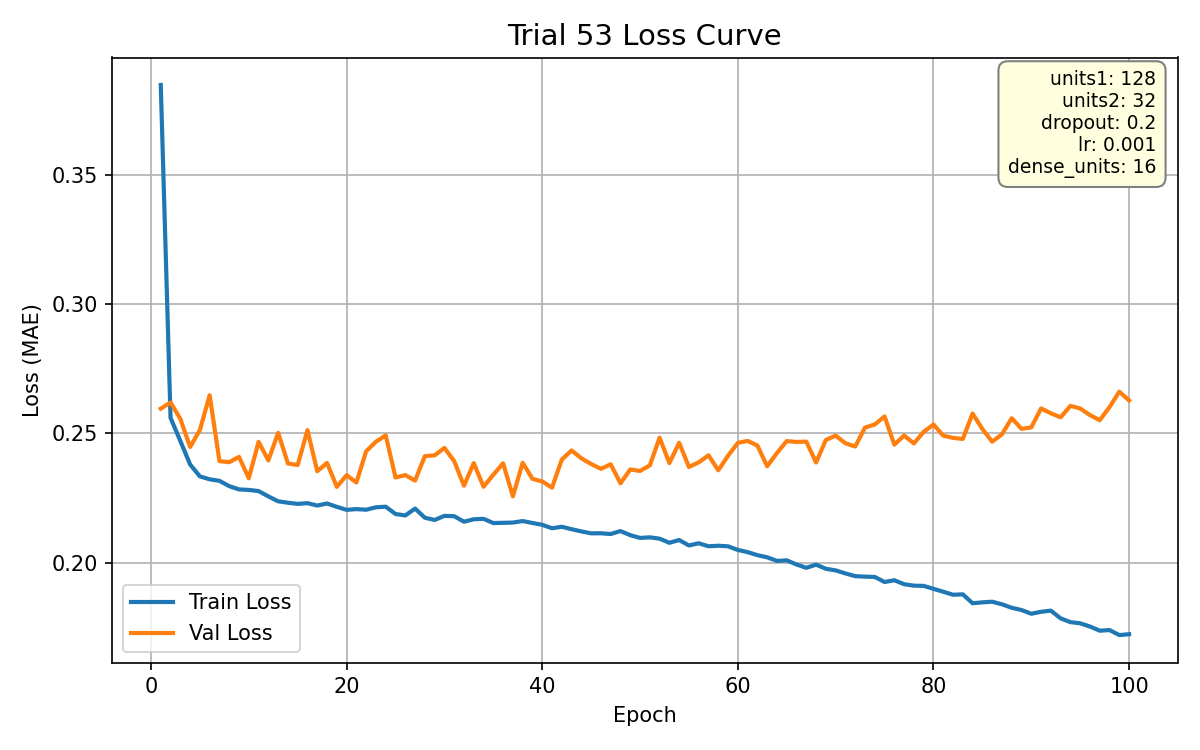 Trial 53 Loss Curve
units1: 128
units2: 32
dropout: 0.2
lr: 0.001
dense_units: 16
Loss (MAE)
0.35
0.30
0.25
0.20
Train Loss
Val Loss
0 20 40 60 80 100
Epoch